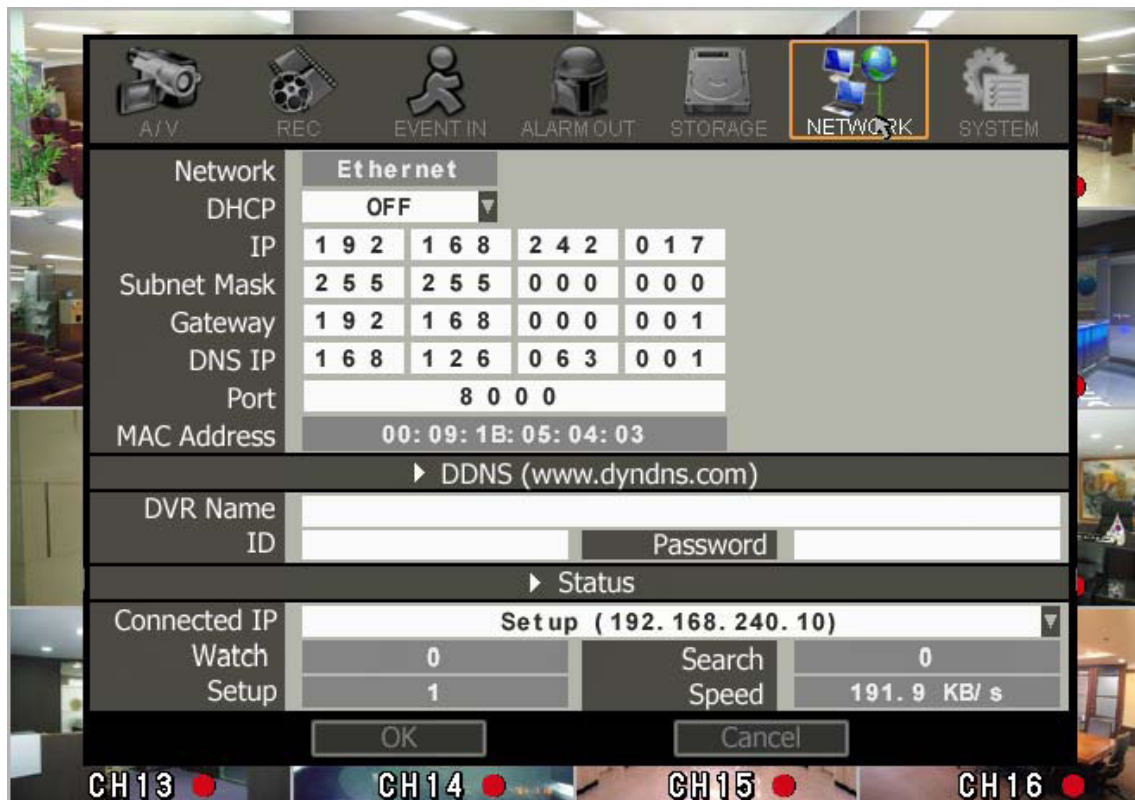 A/V REC EVENT IN ALARM OUT STORAGE NETWORK SYSTEM
Network Ethernet
DHCP OFF
IP 192 168 242 017
Subnet Mask 255 255 000 000
Gateway 192 168 000 001
DNS IP 168 126 063 001
Port 8000
MAC Address 00:09:1B:05:04:03
DDNS (www.dyndns.com)
DVR Name
ID Password
Status
Connected IP Setup (192.168.240.10)
Watch 0 Search 0
Setup 1 Speed 191.9 KB/s
OK Cancel
CH13 CH14 CH15 CH16